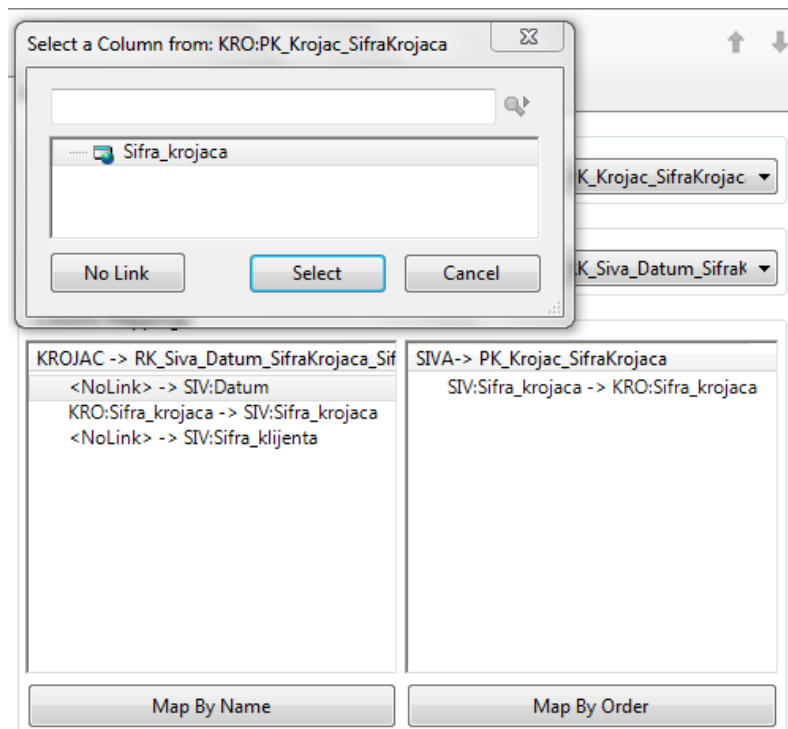 Select a Column from: KRO:PK_Krojac_SifraKrojaca
Sifra_krojaca
No Link
Select
Cancel
K_Krojac_SifraKrojac
K_Siva_Datum_SifraK
KROJAC -> RK_Siva_Datum_SifraKrojaca_Sif
<NoLink> -> SIV:Datum
KRO:Sifra_krojaca -> SIV:Sifra_krojaca
<NoLink> -> SIV:Sifra_klijenta
SIVA-> PK_Krojac_SifraKrojaca
SIV:Sifra_krojaca -> KRO:Sifra_krojaca
Map By Name
Map By Order